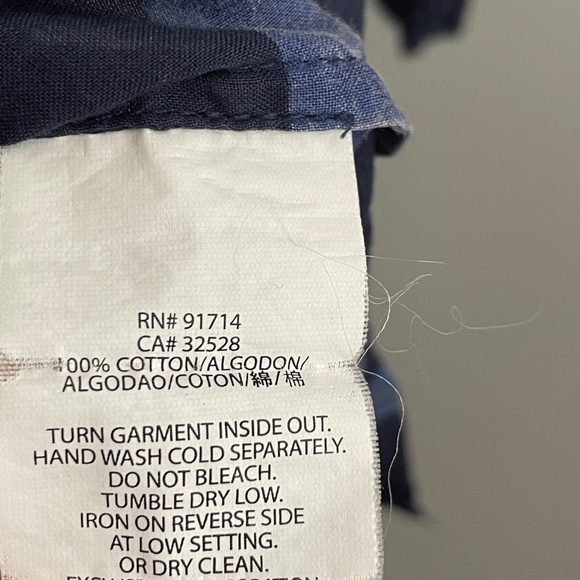 RN# 91714
CA# 32528
100% COTTON/ALGODON/
ALGODAO/COTON/綿/棉
TURN GARMENT INSIDE OUT.
HAND WASH COLD SEPARATELY.
DO NOT BLEACH.
TUMBLE DRY LOW.
IRON ON REVERSE SIDE
AT LOW SETTING.
OR DRY CLEAN.